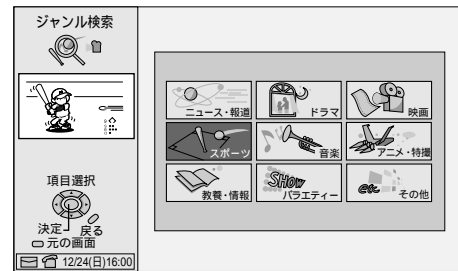 ジャンル検索
項目選択
決定
戻る
元の画面
12/24(日)16:00
ニュース・報道
ドラマ
映画
スポーツ
音楽
アニメ・特撮
教養・情報
SHOW
バラエティー
etc
その他